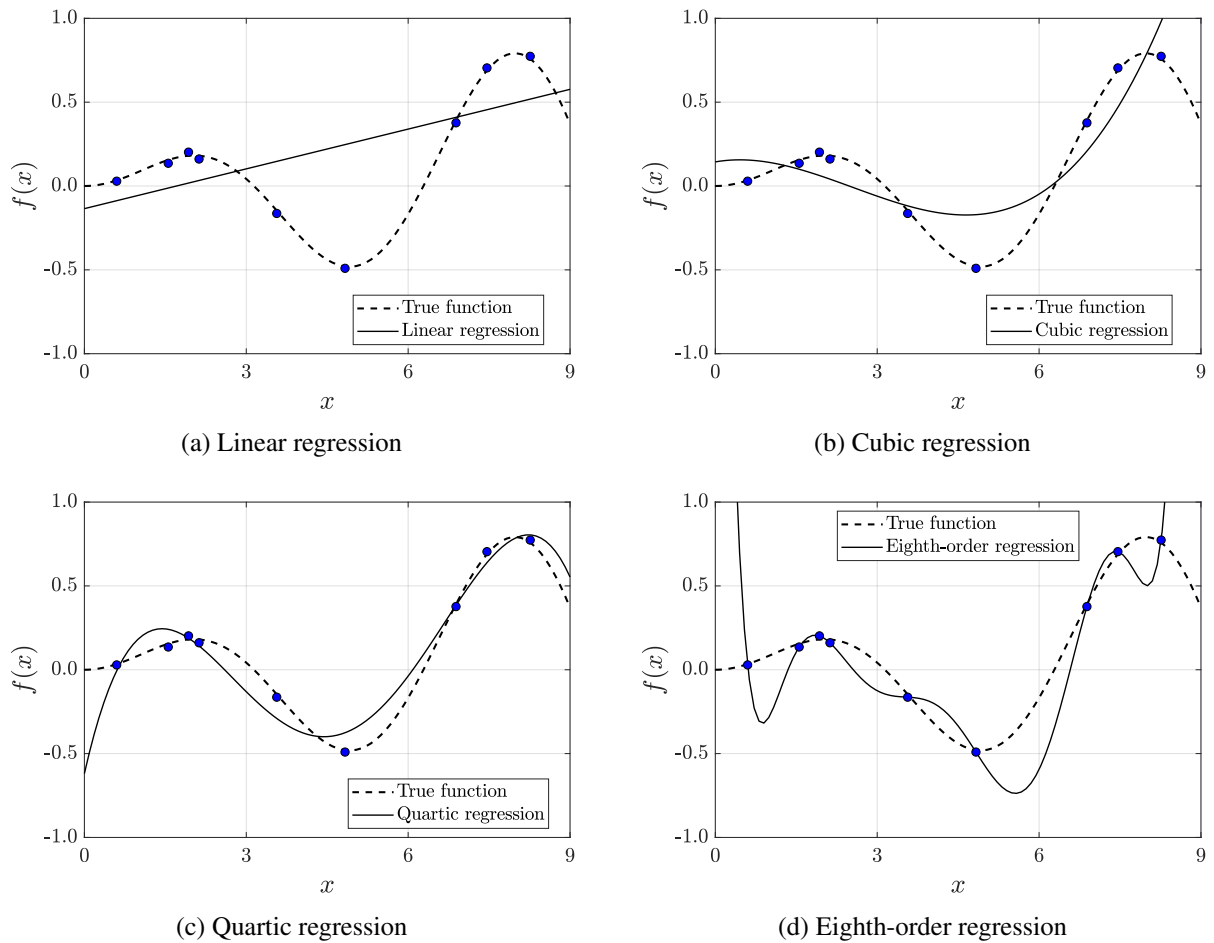 1.0
0.5
0.0
-0.5
-1.0
f(x)
0 3 6 9
x
True function
Linear regression
(a) Linear regression
1.0
0.5
0.0
-0.5
-1.0
f(x)
0 3 6 9
x
True function
Cubic regression
(b) Cubic regression
1.0
0.5
0.0
-0.5
-1.0
f(x)
0 3 6 9
x
True function
Quartic regression
(c) Quartic regression
1.0
0.5
0.0
-0.5
-1.0
f(x)
0 3 6 9
x
True function
Eighth-order regression
(d) Eighth-order regression